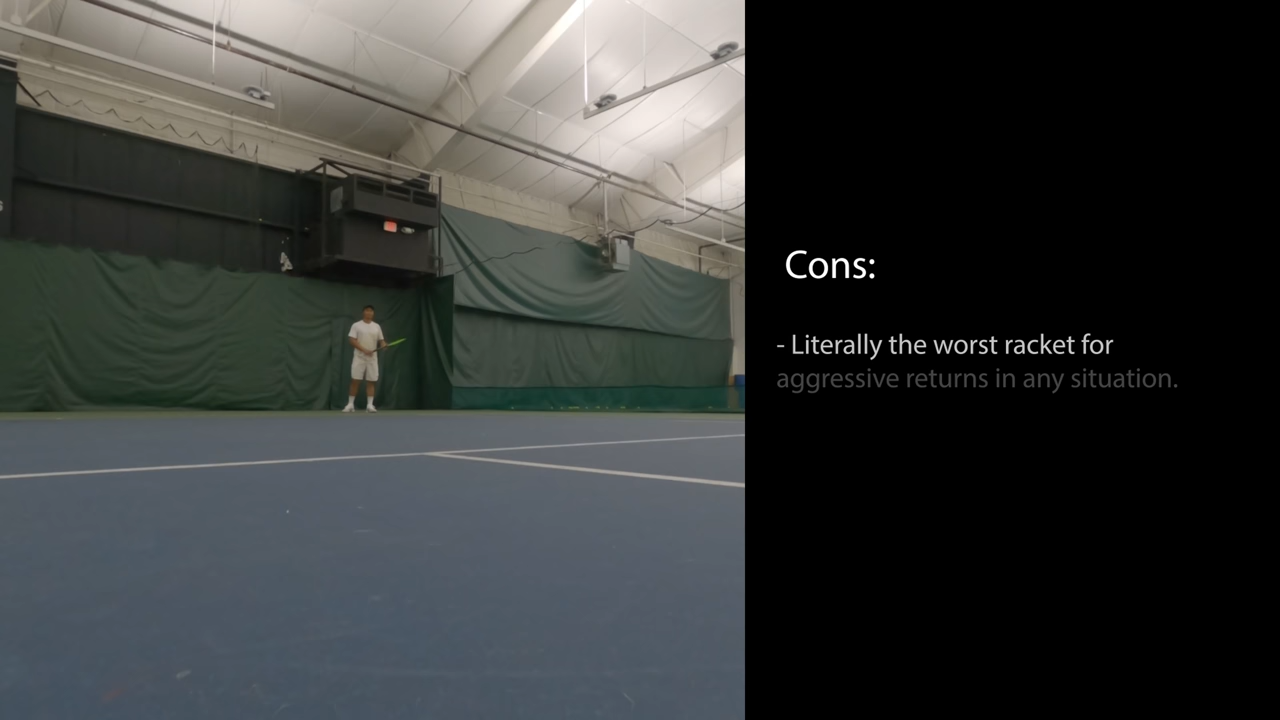 Cons:
- Literally the worst racket for
aggressive returns in any situation.